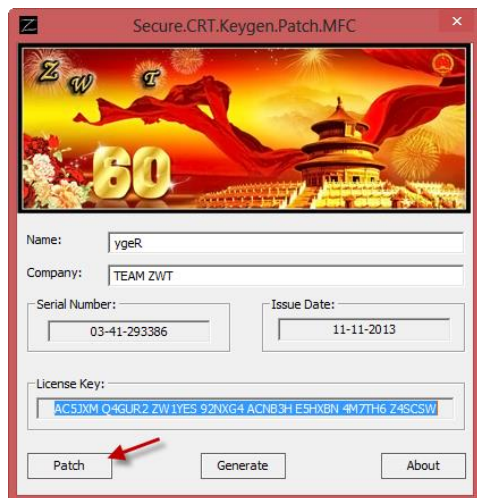 Z
Secure.CRT.Keygen.Patch.MFC
×
Z W T
60
Name:
ygeR
Company:
TEAM ZWT
Serial Number:
03-41-293386
Issue Date:
11-11-2013
License Key:
AC5JXM Q4GUR2 ZW1YES 92NXG4 ACNB3H E5HXBN 4M7TH6 Z4SCSW
Patch
Generate
About